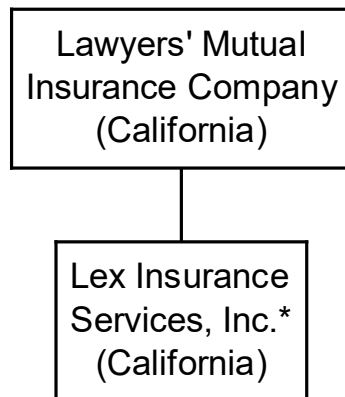 Lawyers' Mutual
Insurance Company
(California)
Lex Insurance
Services, Inc.*
(California)